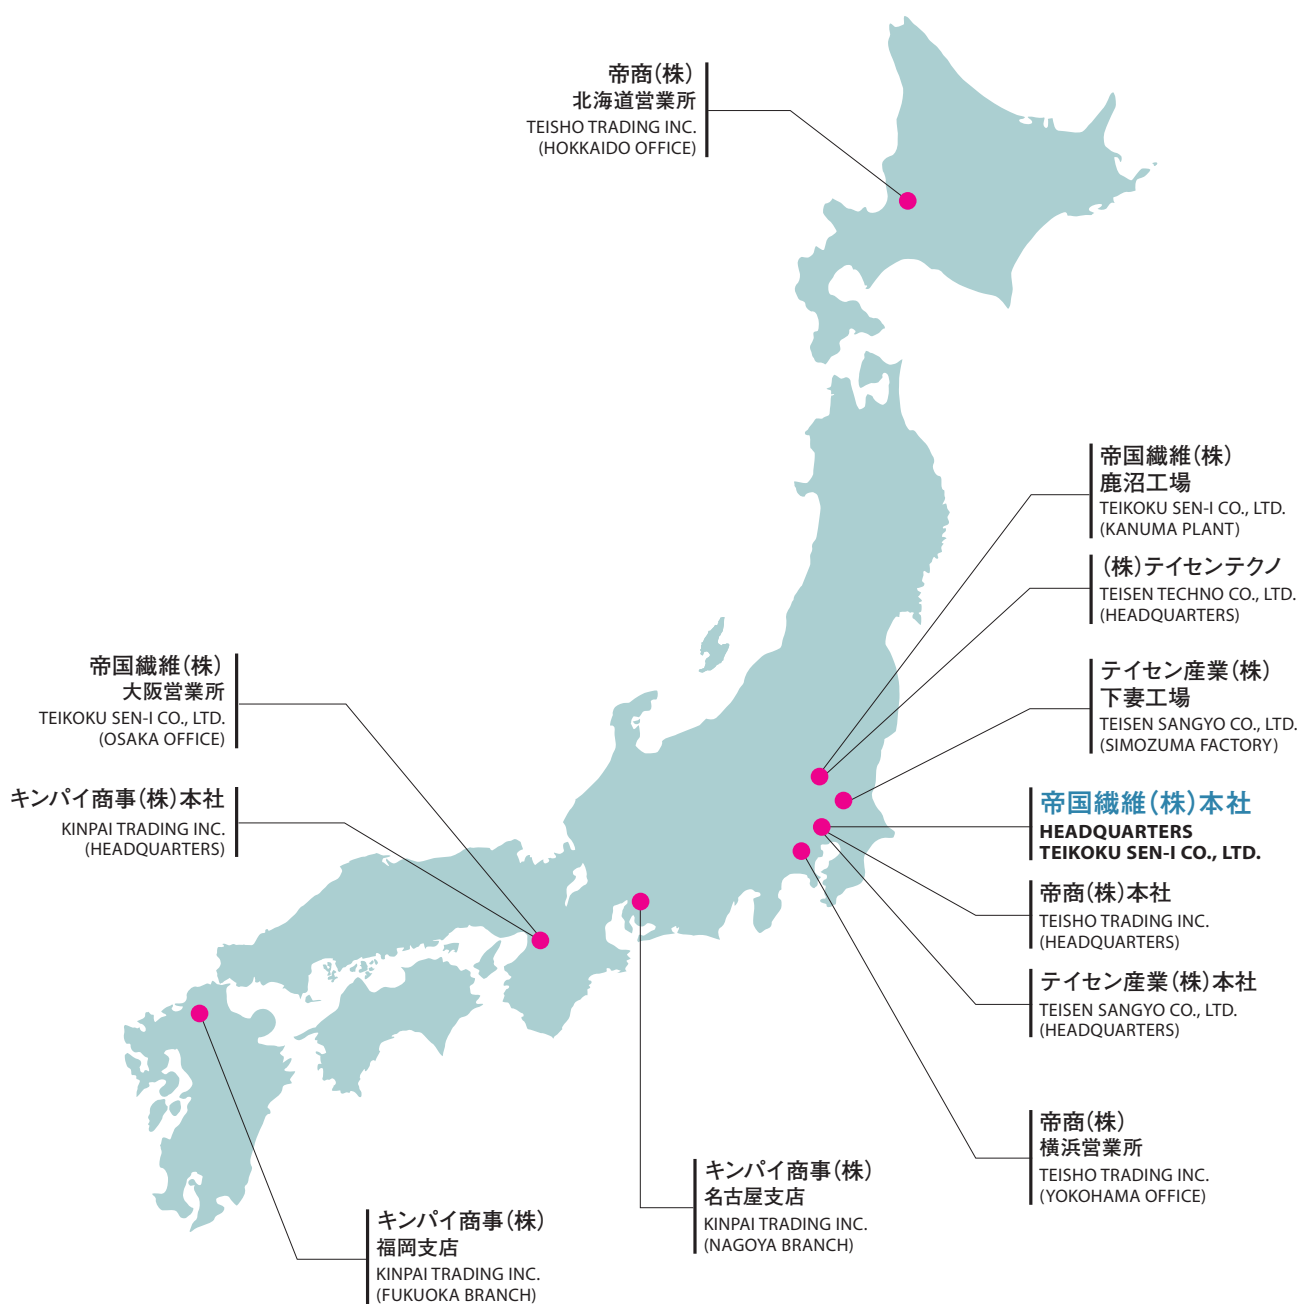 帝商(株)
北海道営業所
TEISHO TRADING INC.
(HOKKAIDO OFFICE)
帝国繊維(株)
鹿沼工場
TEIKOKU SEN-I CO., LTD.
(KANUMA PLANT)
(株)テイセンテクノ
TEISEN TECHNO CO., LTD.
(HEADQUARTERS)
帝国繊維(株)
大阪営業所
TEIKOKU SEN-I CO., LTD.
(OSAKA OFFICE)
テイセン産業(株)
下妻工場
TEISEN SANGYO CO., LTD.
(SIMOZUMA FACTORY)
キンパイ商事(株)本社
KINPAI TRADING INC.
(HEADQUARTERS)
帝国繊維(株)本社
HEADQUARTERS
TEIKOKU SEN-I CO., LTD.
帝商(株)本社
TEISHO TRADING INC.
(HEADQUARTERS)
テイセン産業(株)本社
TEISEN SANGYO CO., LTD.
(HEADQUARTERS)
帝商(株)
横浜営業所
TEISHO TRADING INC.
(YOKOHAMA OFFICE)
キンパイ商事(株)
名古屋支店
KINPAI TRADING INC.
(NAGOYA BRANCH)
キンパイ商事(株)
福岡支店
KINPAI TRADING INC.
(FUKUOKA BRANCH)